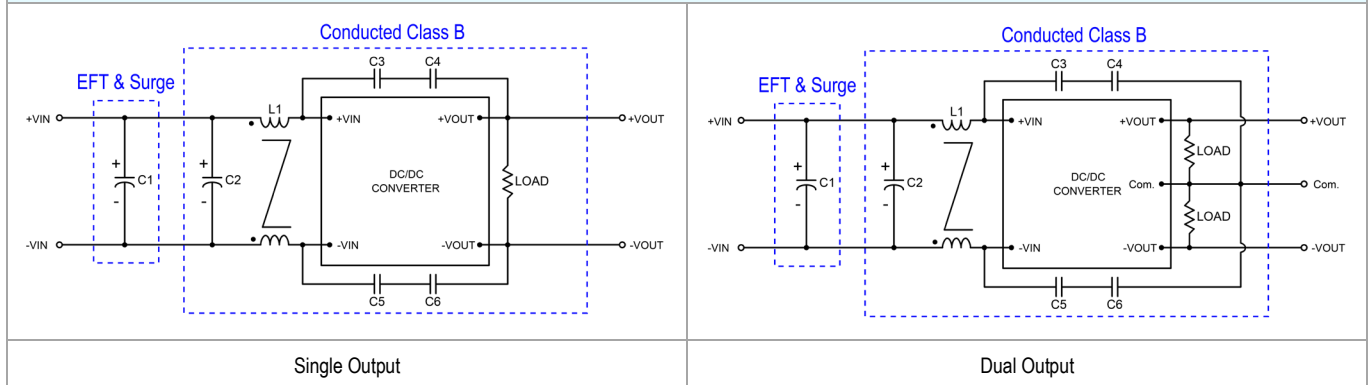 Conducted Class B
C3 C4
EFT & Surge
L1
+VIN +VIN +VOUT +VOUT
+ +
C1 C2 DC/DC CONVERTER LOAD
- -
-VIN -VIN -VOUT -VOUT
C5 C6
Single Output
Conducted Class B
C3 C4
EFT & Surge
L1
+VIN +VIN +VOUT +VOUT
LOAD
+ +
C1 C2 DC/DC CONVERTER Com. Com.
- -
LOAD
-VIN -VIN -VOUT -VOUT
C5 C6
Dual Output